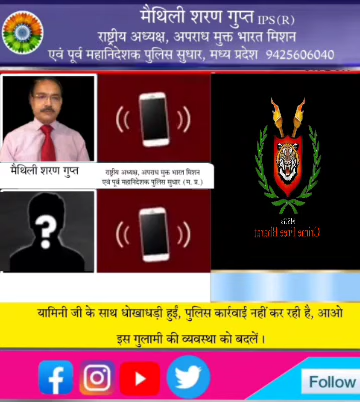 मैथिली शरण गुप्त IPS (R)
राष्ट्रीय अध्यक्ष, अपराध मुक्त भारत मिशन
एवं पूर्व महानिदेशक पुलिस सुधार, मध्य प्रदेश 9425606040
मैथिली शरण गुप्त
राष्ट्रीय अध्यक्ष, अपराध मुक्त भारत मिशन
एवं पूर्व महानिदेशक पुलिस सुधार (म. प्र.)
यामिनी जी के साथ धोखाधड़ी हुई, पुलिस कार्रवाई नहीं कर रही है, आओ
इस गुलामी की व्यवस्था को बदलें।
Follow